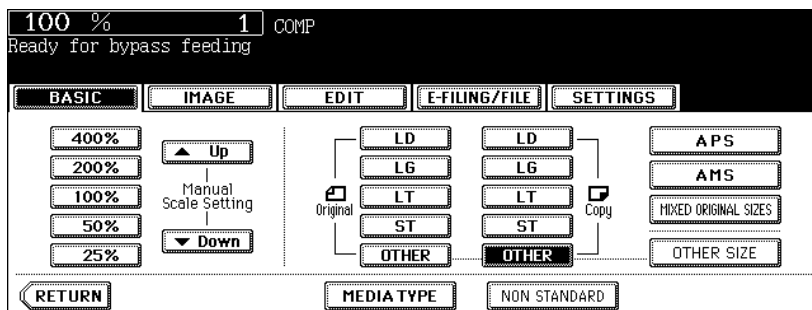 100 % 1 COMP
Ready for bypass feeding
BASIC IMAGE EDIT E-FILING/FILE SETTINGS
400%
200%
100%
50%
25%
Up
Manual
Scale Setting
Down
Original
LD
LG
LT
ST
OTHER
LD
LG
LT
ST
OTHER
Copy
APS
AMS
MIXED ORIGINAL SIZES
OTHER SIZE
RETURN MEDIA TYPE NON STANDARD